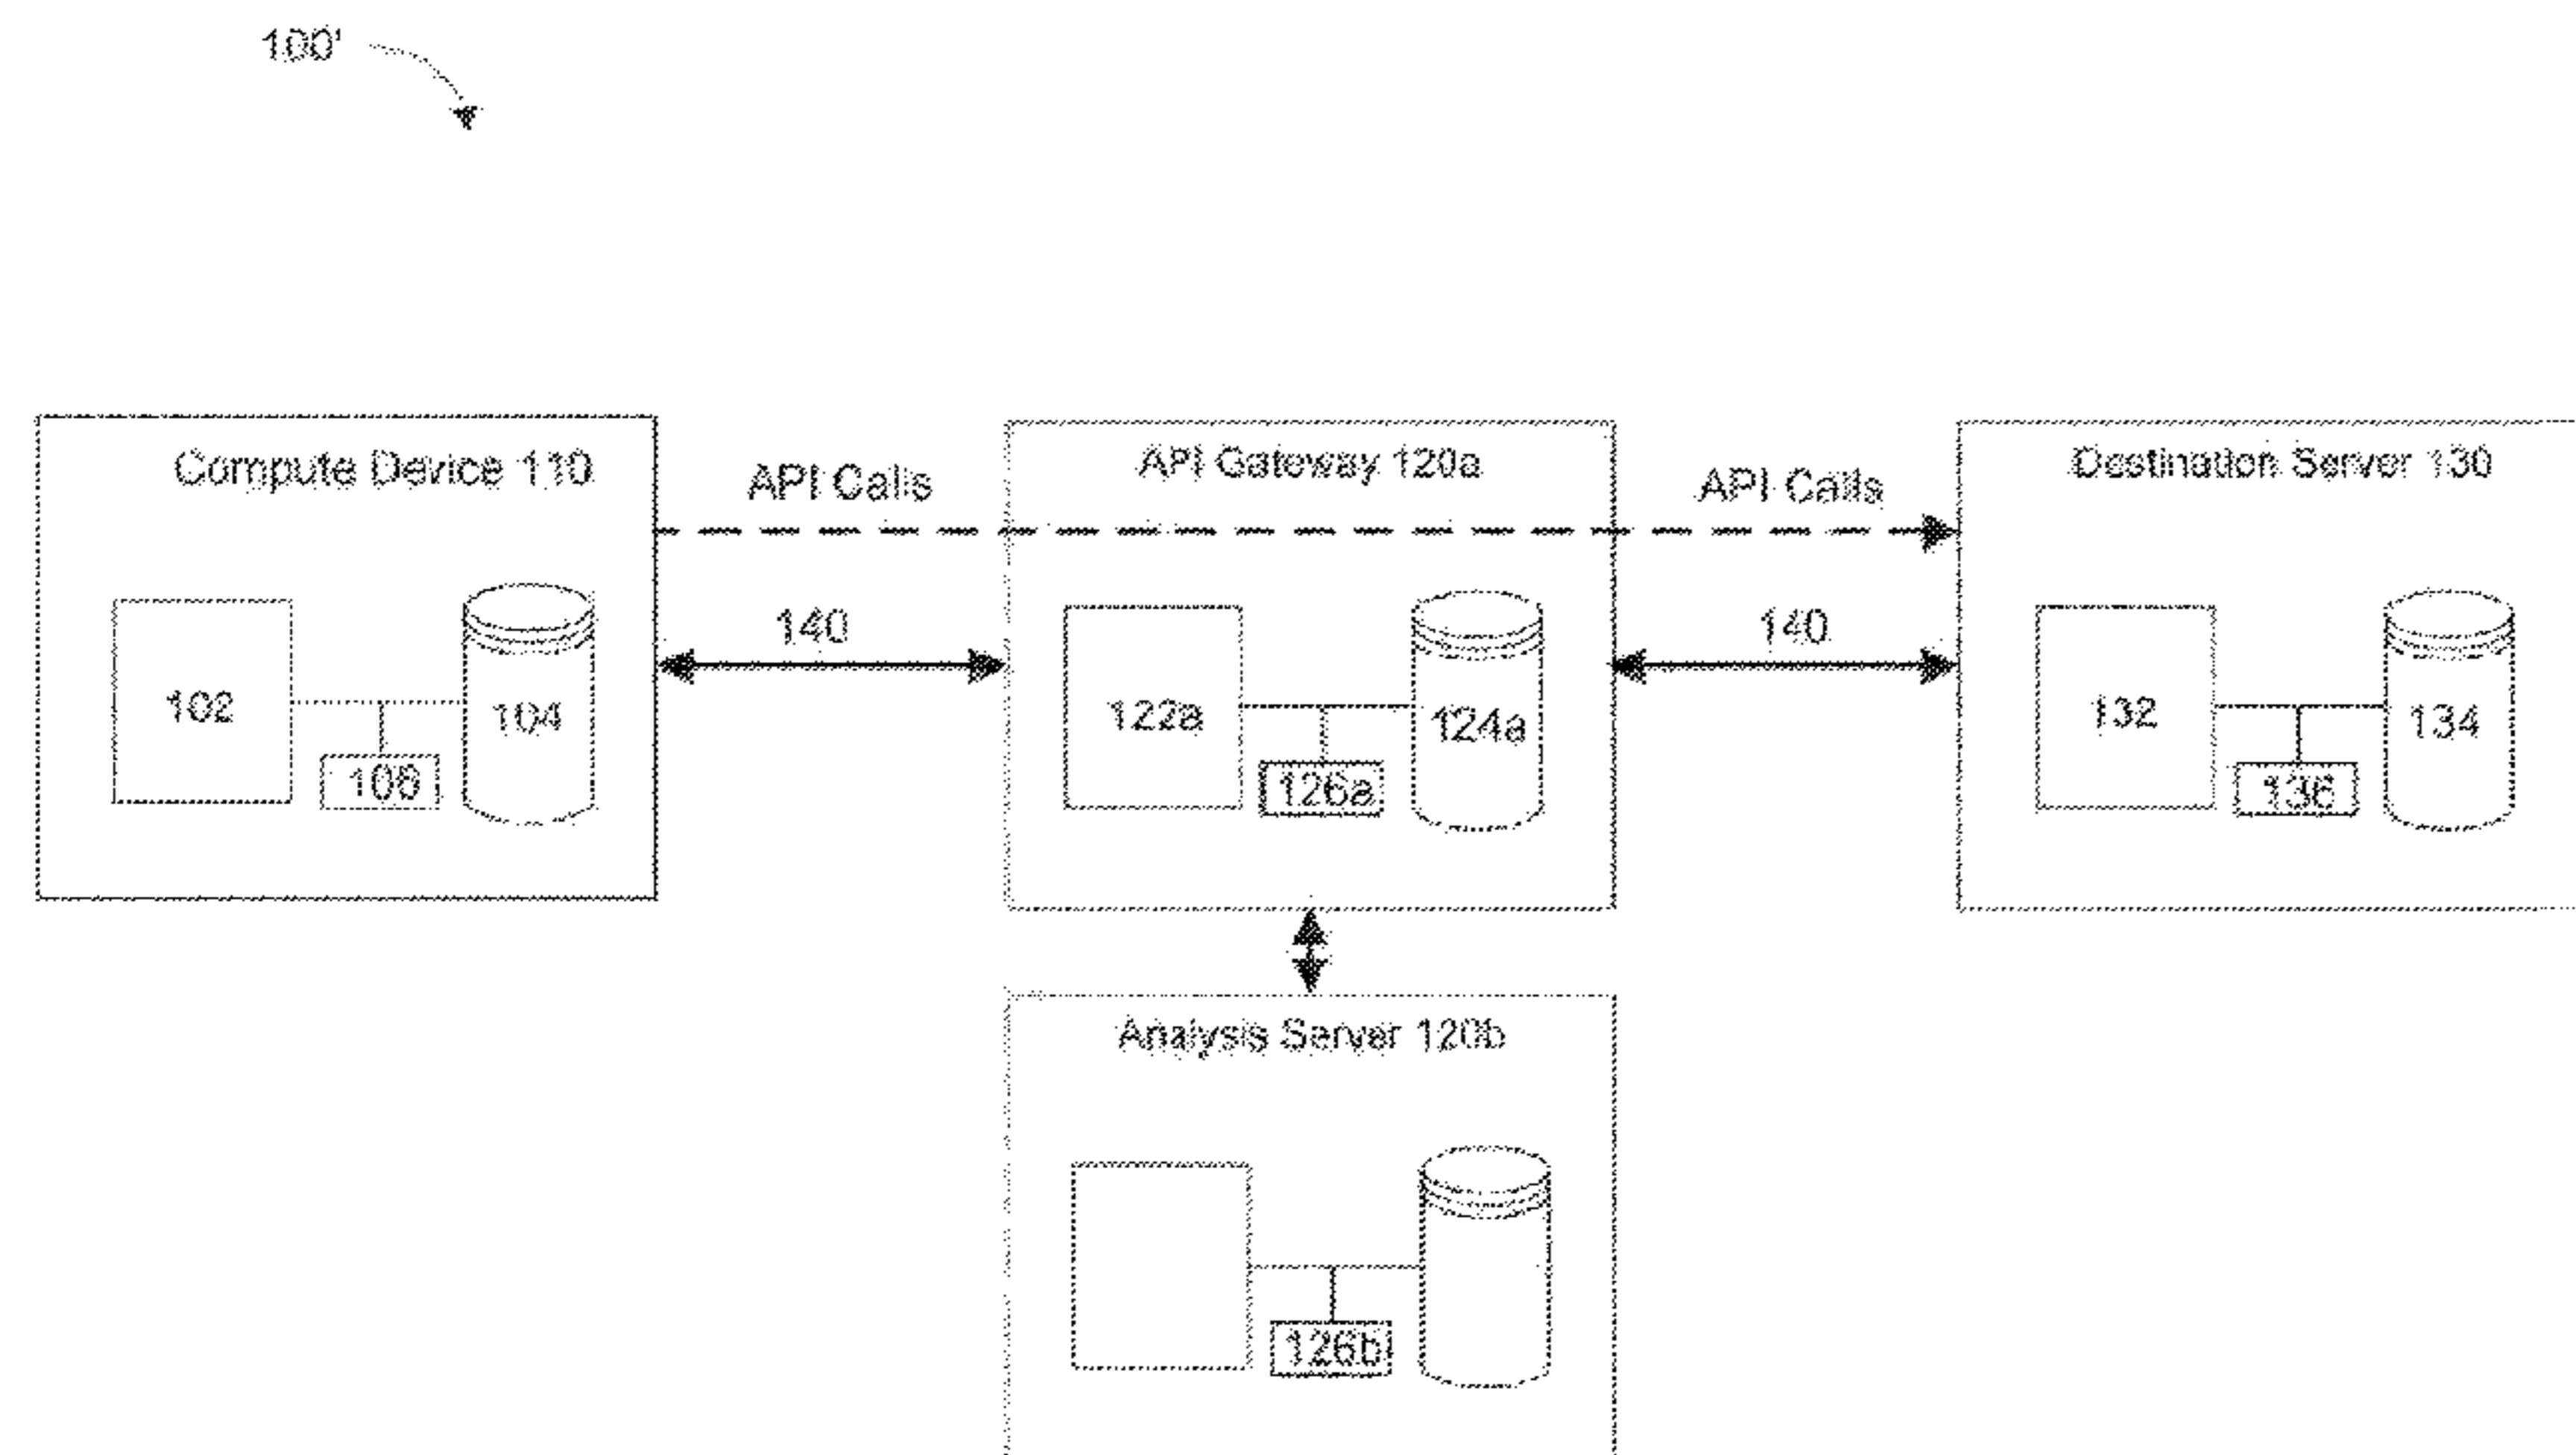 100'
Compute Device 110
API Gateway 120a
Destination Server 130
API Calls
API Calls
140
140
102
104
106
122a
124a
126a
132
134
136
Analysis Server 120b
126b